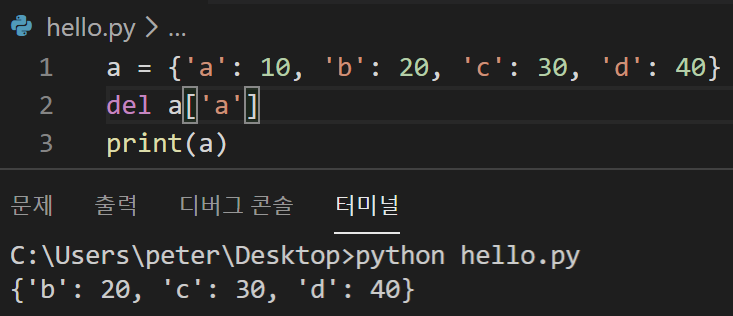 hello.py > ...
1 a = {'a': 10, 'b': 20, 'c': 30, 'd': 40}
2 del a['a']
3 print(a)
문제 출력 디버그 콘솔 터미널
C:\Users\peter\Desktop>python hello.py
{'b': 20, 'c': 30, 'd': 40}